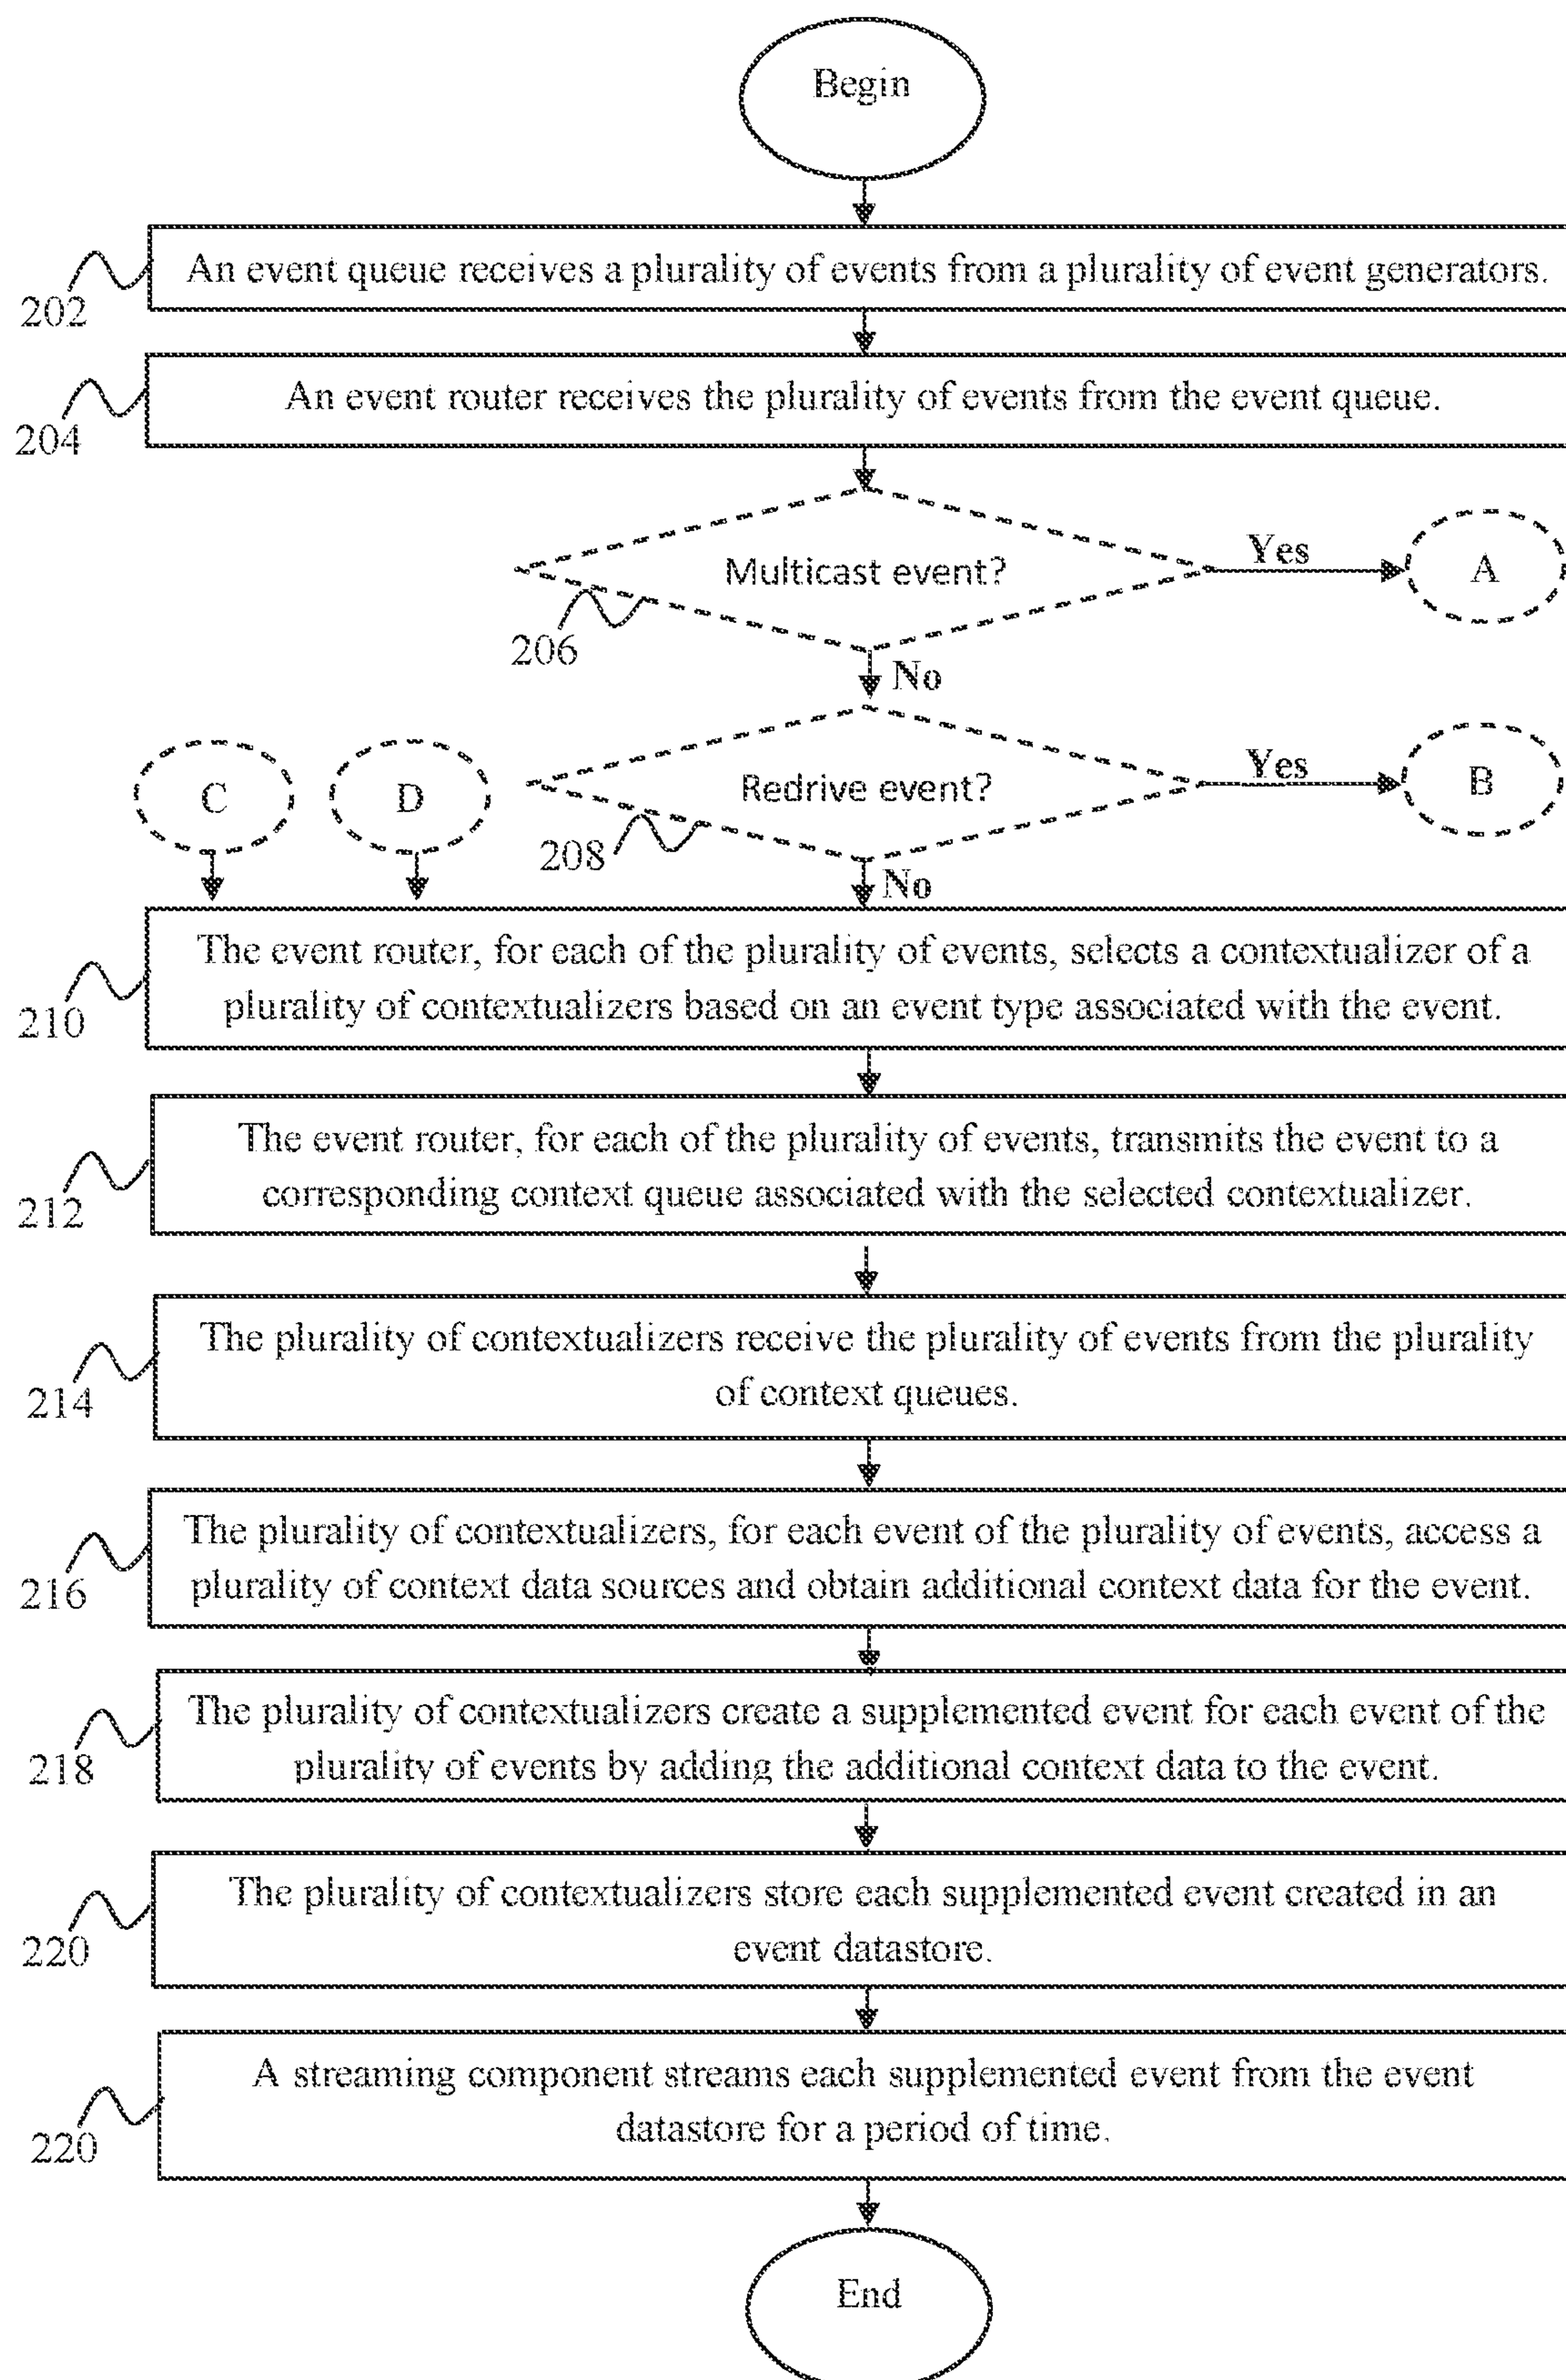 Begin
An event queue receives a plurality of events from a plurality of event generators.
202
An event router receives the plurality of events from the event queue.
204
Multicast event?
Yes
A
206
No
C
D
Redrive event?
Yes
B
208
No
The event router, for each of the plurality of events, selects a contextualizer of a
plurality of contextualizers based on an event type associated with the event.
210
The event router, for each of the plurality of events, transmits the event to a
corresponding context queue associated with the selected contextualizer.
212
The plurality of contextualizers receive the plurality of events from the plurality
of context queues.
214
The plurality of contextualizers, for each event of the plurality of events, access a
plurality of context data sources and obtain additional context data for the event.
216
The plurality of contextualizers create a supplemented event for each event of the
plurality of events by adding the additional context data to the event.
218
The plurality of contextualizers store each supplemented event created in an
event datastore.
220
A streaming component streams each supplemented event from the event
datastore for a period of time.
220
End